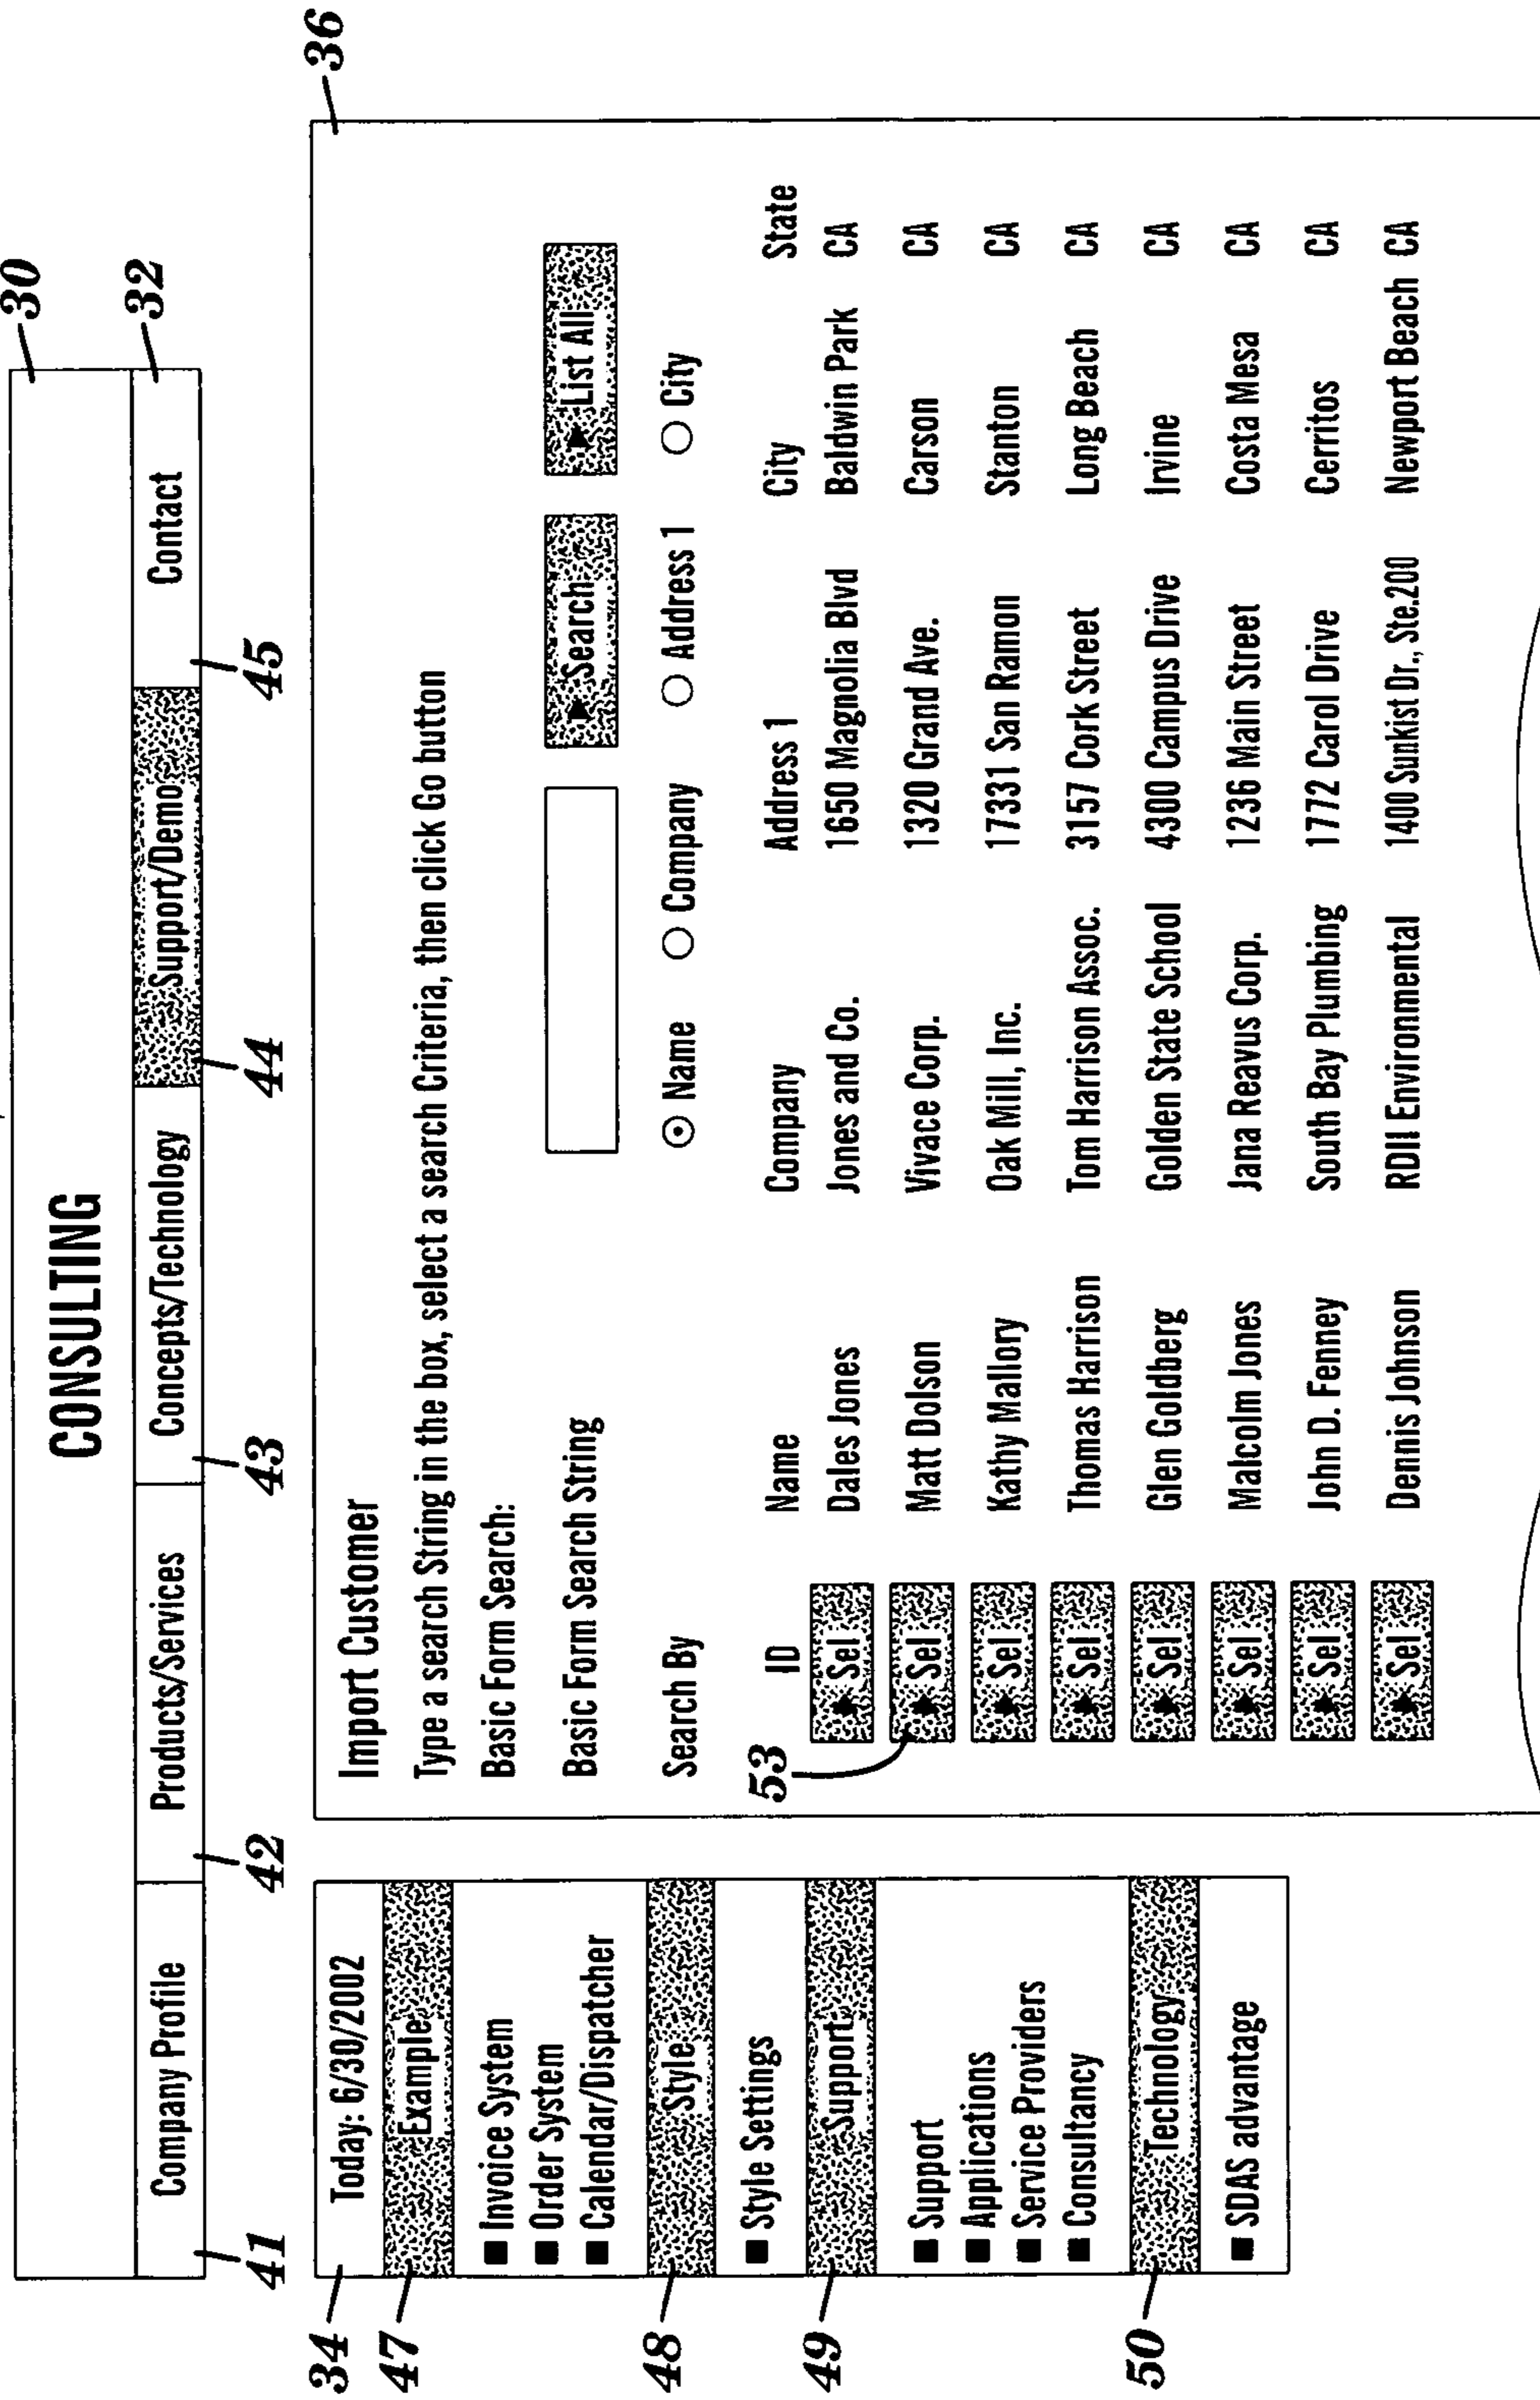 30
CONSULTING
32
Company Profile Products/Services Concepts/Technology Support/Demo Contact
41 42 43 44 45
34
Today: 6/30/2002
47
Example
Invoice System
Order System
Calendar/Dispatcher
48
Style
Style Settings
49
Support
Support
Applications
Service Providers
Consultancy
50
Technology
SDAS advantage
36
Import Customer
Type a search String in the box, select a search Criteria, then click Go button
Basic Form Search:
Basic Form Search String Search List All
Search By Name Company Address 1 City
53
ID Name Company Address 1 City State
Sel Dales Jones Jones and Co. 1650 Magnolia Blvd Baldwin Park CA
Sel Matt Dolson Vivace Corp. 1320 Grand Ave. Carson CA
Sel Kathy Mallory Oak Mill, Inc. 17331 San Ramon Stanton CA
Sel Thomas Harrison Tom Harrison Assoc. 3157 Cork Street Long Beach CA
Sel Glen Goldberg Golden State School 4300 Campus Drive Irvine CA
Sel Malcolm Jones Jana Reavus Corp. 1236 Main Street Costa Mesa CA
Sel John D. Fenney South Bay Plumbing 1772 Carol Drive Cerritos CA
Sel Dennis Johnson RDII Environmental 1400 Sunkist Dr., Ste.200 Newport Beach CA